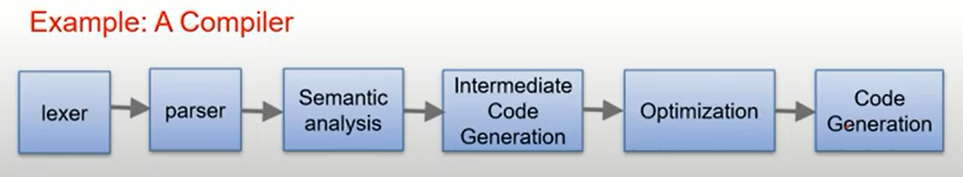 Example: A Compiler
lexer
parser
Semantic
analysis
Intermediate
Code
Generation
Optimization
Code
Generation